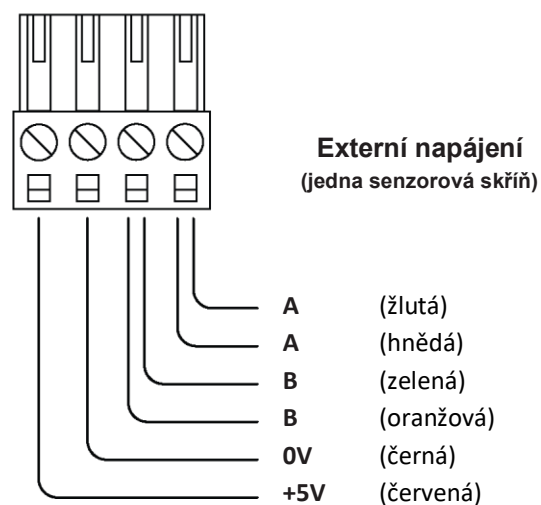 Externí napájení
(jedna senzorová skříň)
A (žlutá)
A (hnědá)
B (zelená)
B (oranžová)
0V (černá)
+5V (červená)